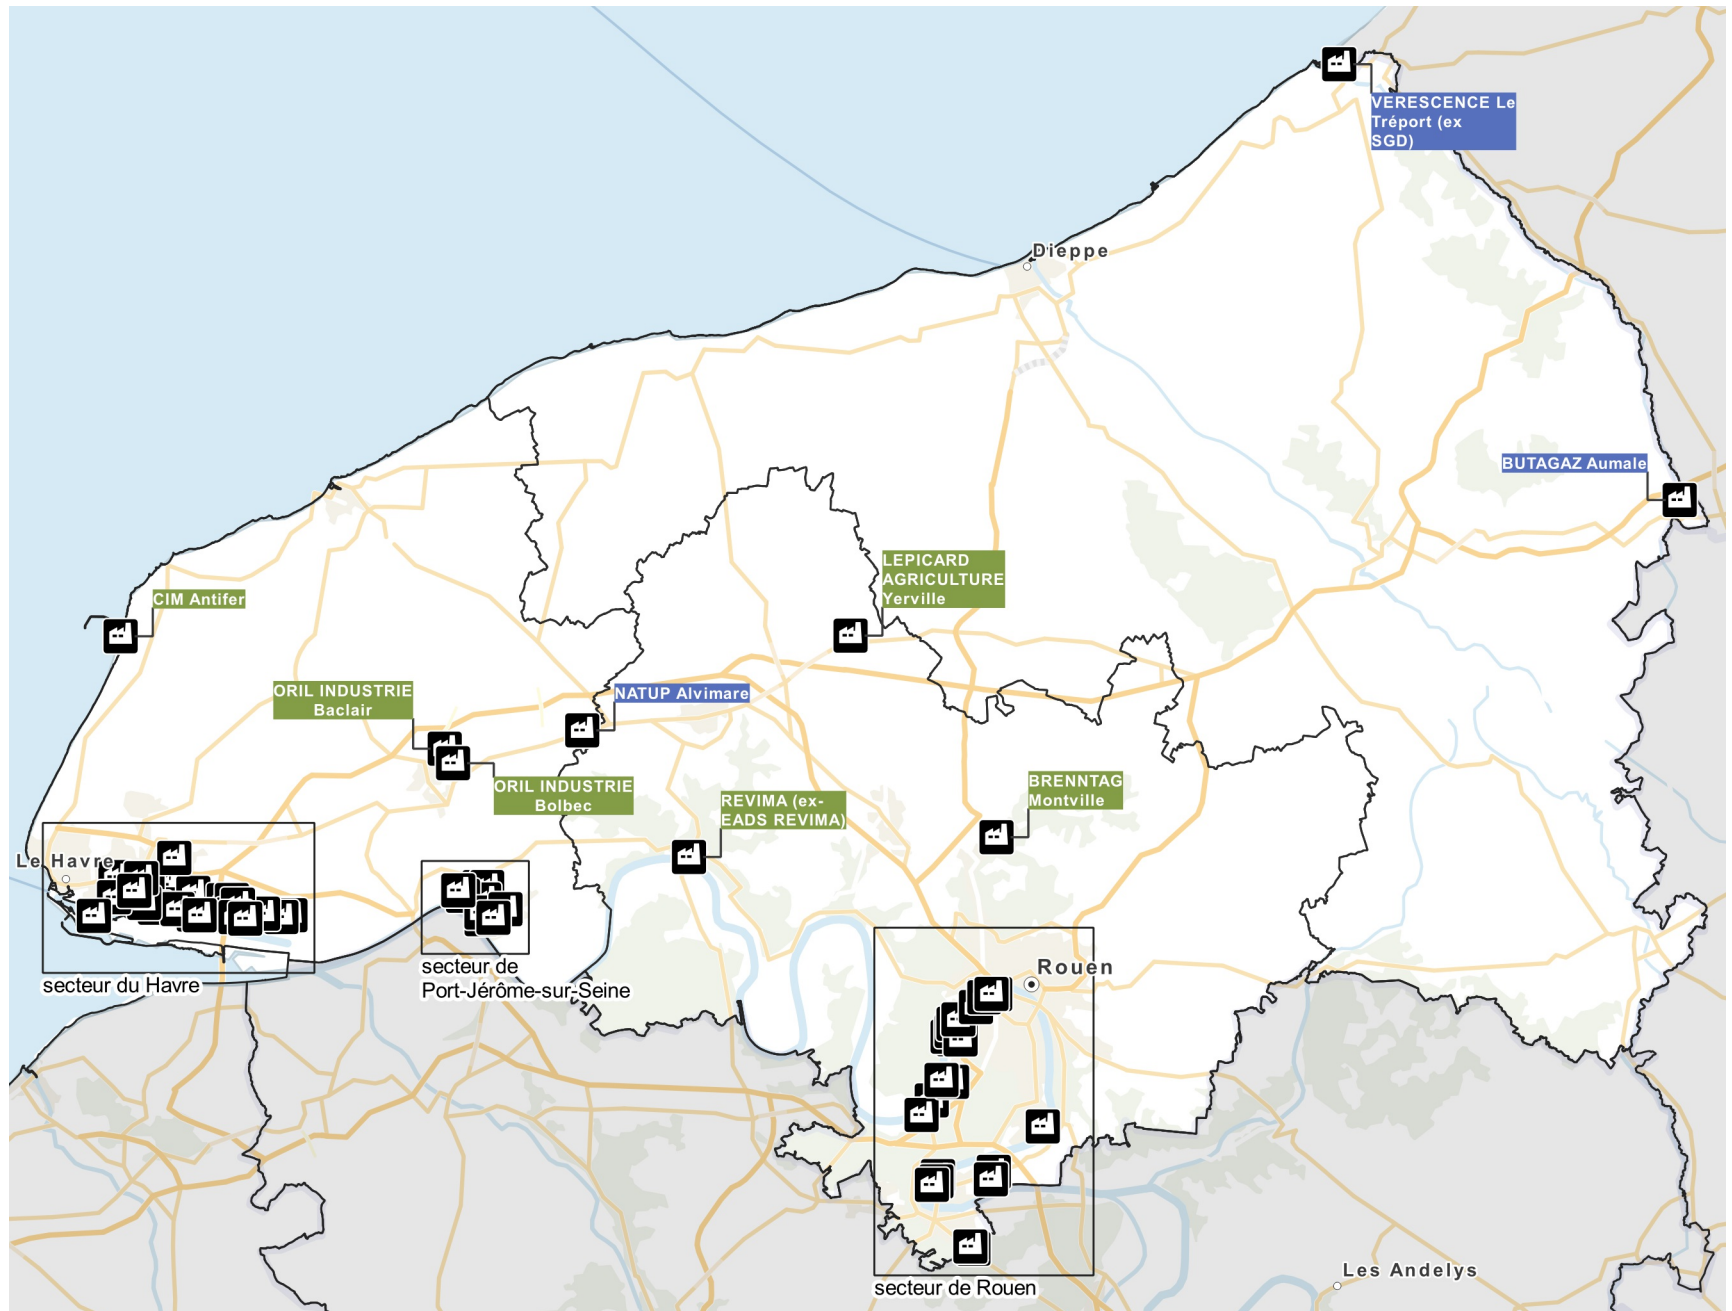 VERESCENCE Le
Tréport (ex
SGD)
Dieppe
BUTAGAZ Aumale
LEPICARD
AGRICULTURE
Yerville
CIM Antifer
ORIL INDUSTRIE
Baclair
NATUP Alvimare
ORIL INDUSTRIE
Bolbec
REVIMA (ex-
EADS REVIMA)
BRENNTAG
Montville
Le Havre
secteur du Havre
secteur de
Port-Jérôme-sur-Seine
Rouen
secteur de Rouen
Les Andelys